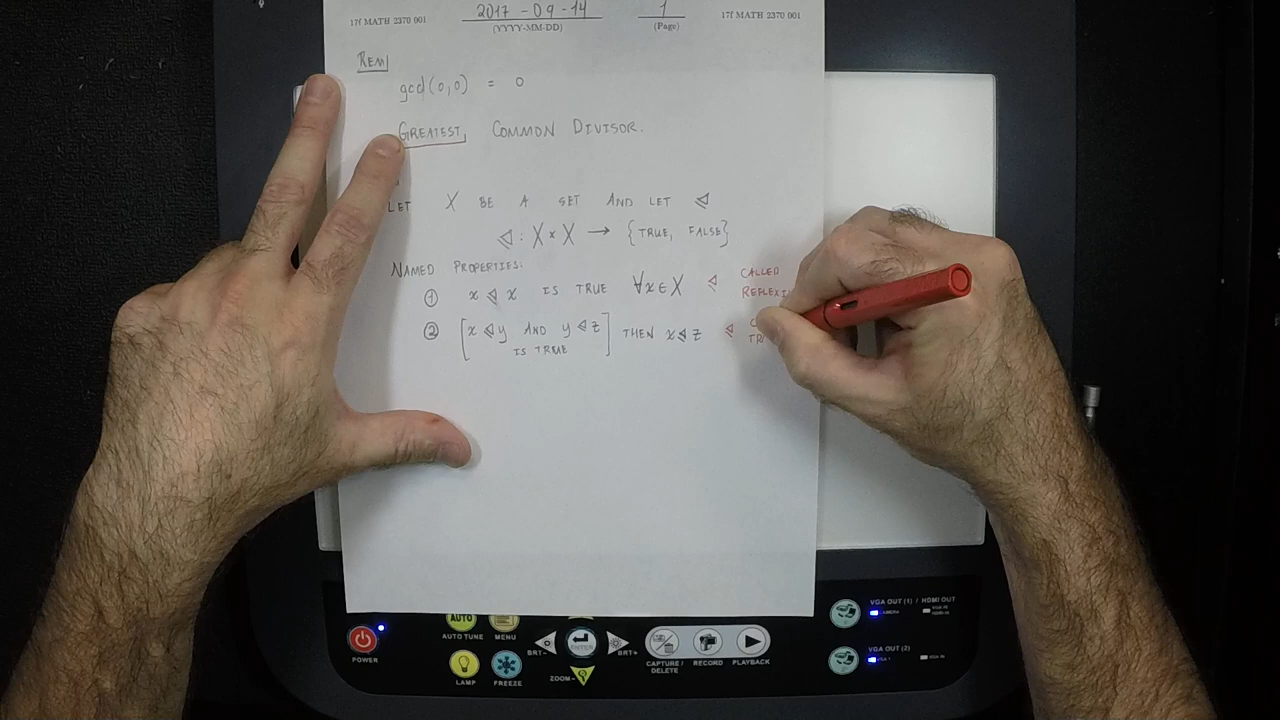 17f MATH 2370 001 2017 - 09 - 14 1 17f MATH 2370 001
(YYYY-MM-DD) (Page)
REM
gcd(0,0) = 0
GREATEST, COMMON DIVISOR.
LET X BE A SET AND LET ⊴
⊴ : X × X → {TRUE, FALSE}
NAMED PROPERTIES:
① x ⊴ x IS TRUE ∀x∈X ◁ CALLED
② [x ⊴ y AND y ⊴ z] THEN x ⊴ z ◁
IS TRUE
POWER
AUTO
AUTO TUNE
MENU
LAMP
FREEZE
BRT-
ENTER
BRT+
ZOOM-
CAPTURE /
DELETE
RECORD
PLAYBACK
VGA OUT (1) / HDMI OUT
VGA OUT (2)